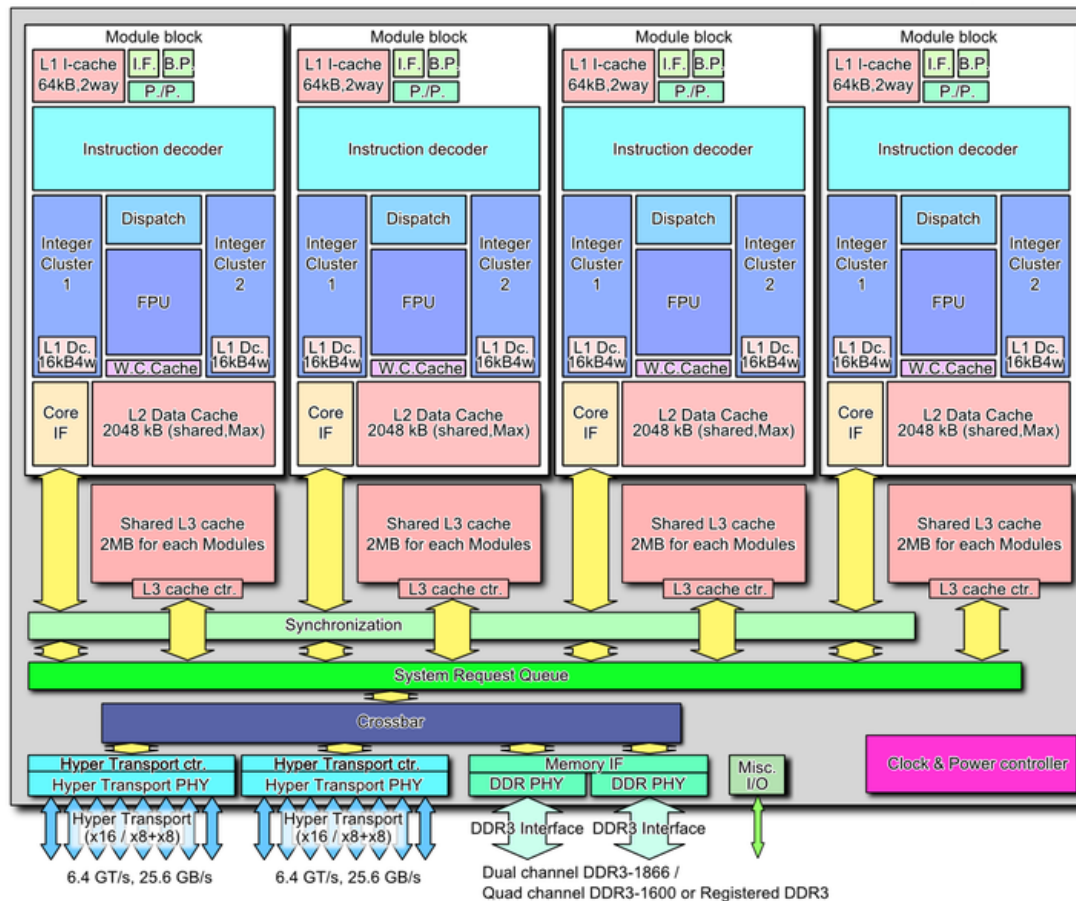 Module block
L1 I-cache
64kB,2way
I.F.
B.P.
P./P.
Instruction decoder
Integer
Cluster
1
Dispatch
FPU
Integer
Cluster
2
L1 Dc.
16kB4w
W.C.Cache
L1 Dc.
16kB4w
Core
IF
L2 Data Cache
2048 kB (shared,Max)
Module block
L1 I-cache
64kB,2way
I.F.
B.P.
P./P.
Instruction decoder
Integer
Cluster
1
Dispatch
FPU
Integer
Cluster
2
L1 Dc.
16kB4w
W.C.Cache
L1 Dc.
16kB4w
Core
IF
L2 Data Cache
2048 kB (shared,Max)
Module block
L1 I-cache
64kB,2way
I.F.
B.P.
P./P.
Instruction decoder
Integer
Cluster
1
Dispatch
FPU
Integer
Cluster
2
L1 Dc.
16kB4w
W.C.Cache
L1 Dc.
16kB4w
Core
IF
L2 Data Cache
2048 kB (shared,Max)
Module block
L1 I-cache
64kB,2way
I.F.
B.P.
P./P.
Instruction decoder
Integer
Cluster
1
Dispatch
FPU
Integer
Cluster
2
L1 Dc.
16kB4w
W.C.Cache
L1 Dc.
16kB4w
Core
IF
L2 Data Cache
2048 kB (shared,Max)
Shared L3 cache
2MB for each Modules
L3 cache ctr.
Shared L3 cache
2MB for each Modules
L3 cache ctr.
Shared L3 cache
2MB for each Modules
L3 cache ctr.
Shared L3 cache
2MB for each Modules
L3 cache ctr.
Synchronization
System Request Queue
Crossbar
Hyper Transport ctr.
Hyper Transport PHY
Hyper Transport ctr.
Hyper Transport PHY
Memory IF
DDR PHY
DDR PHY
Misc.
I/O
Clock & Power controller
Hyper Transport
(x16 / x8+x8)
Hyper Transport
(x16 / x8+x8)
DDR3 Interface
DDR3 Interface
6.4 GT/s, 25.6 GB/s
6.4 GT/s, 25.6 GB/s
Dual channel DDR3-1866 /
Quad channel DDR3-1600 or Registered DDR3